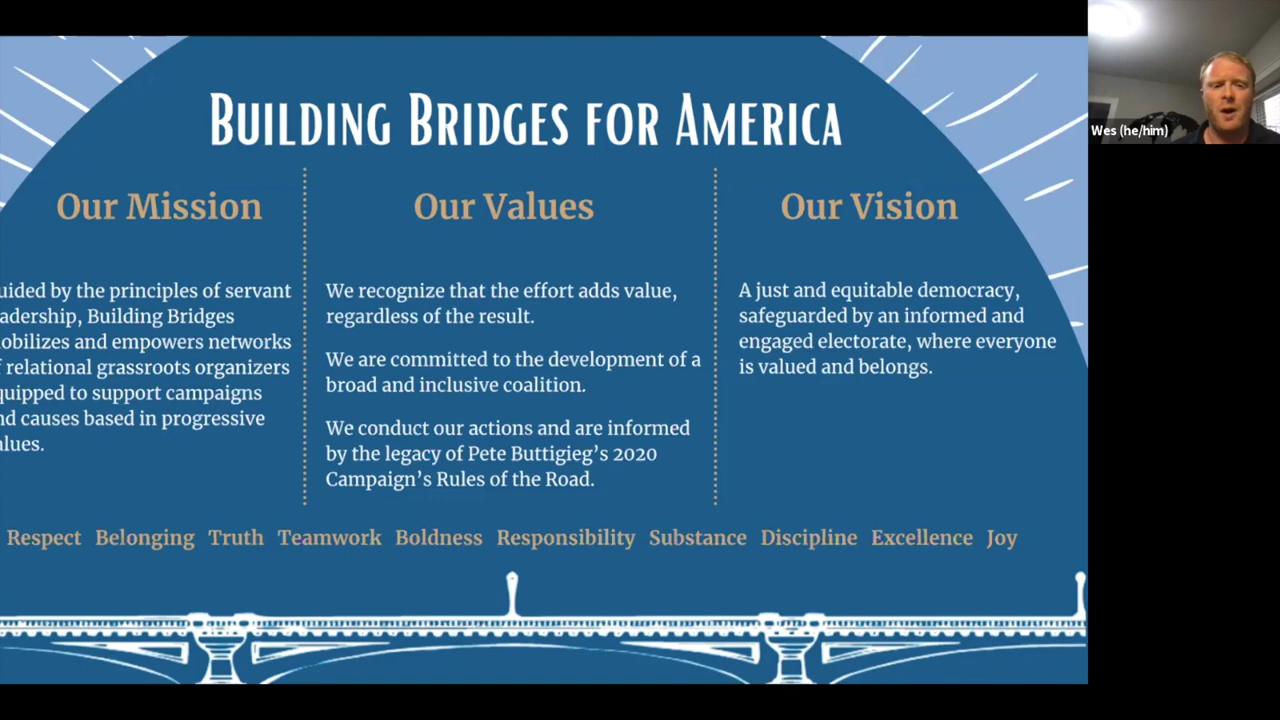 BUILDING BRIDGES FOR AMERICA
Our Mission
uided by the principles of servant
adership, Building Bridges
obilizes and empowers networks
f relational grassroots organizers
quipped to support campaigns
nd causes based in progressive
alues.
Our Values
We recognize that the effort adds value,
regardless of the result.
We are committed to the development of a
broad and inclusive coalition.
We conduct our actions and are informed
by the legacy of Pete Buttigieg’s 2020
Campaign’s Rules of the Road.
Our Vision
A just and equitable democracy,
safeguarded by an informed and
engaged electorate, where everyone
is valued and belongs.
Respect Belonging Truth Teamwork Boldness Responsibility Substance Discipline Excellence Joy
Wes (he/him)